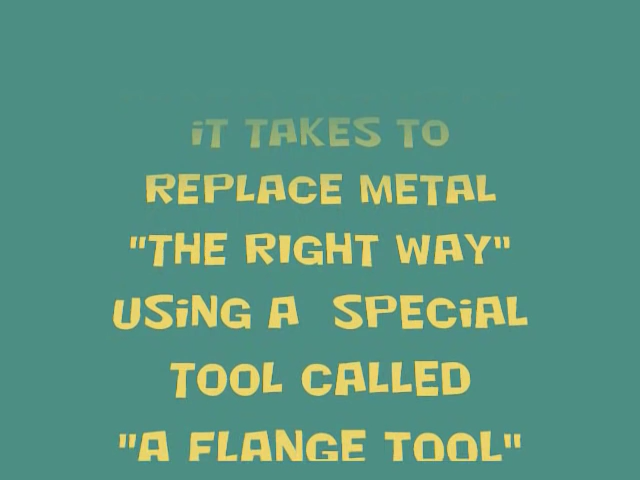 iT TAKES TO
REPLACE METAL
"THE RIGHT WAY"
USiNG A SPECiAL
TOOL CALLED
"A FLANGE TOOL"